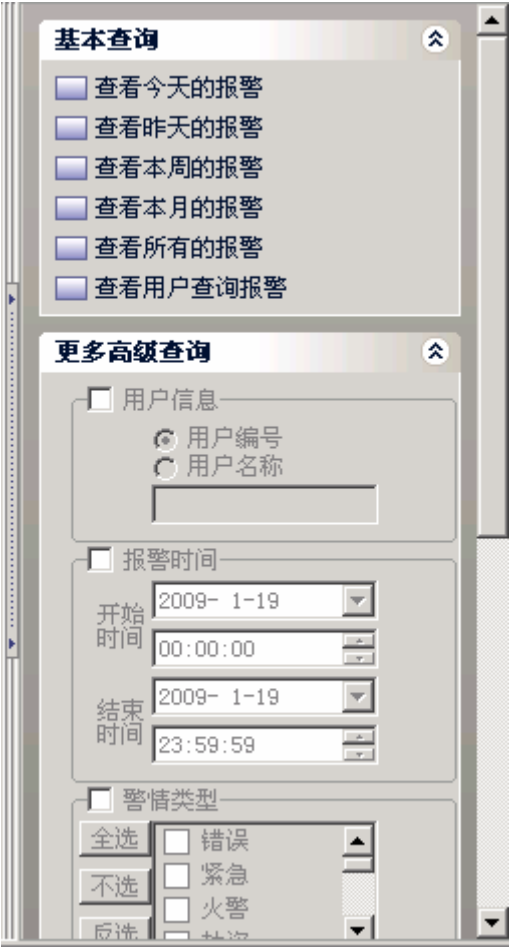 基本查询
查看今天的报警
查看昨天的报警
查看本周的报警
查看本月的报警
查看所有的报警
查看用户查询报警
更多高级查询
用户信息
用户编号
用户名称
报警时间
开始时间
2009- 1-19
00:00:00
结束时间
2009- 1-19
23:59:59
警情类型
全选
错误
不选
紧急
火警
反选